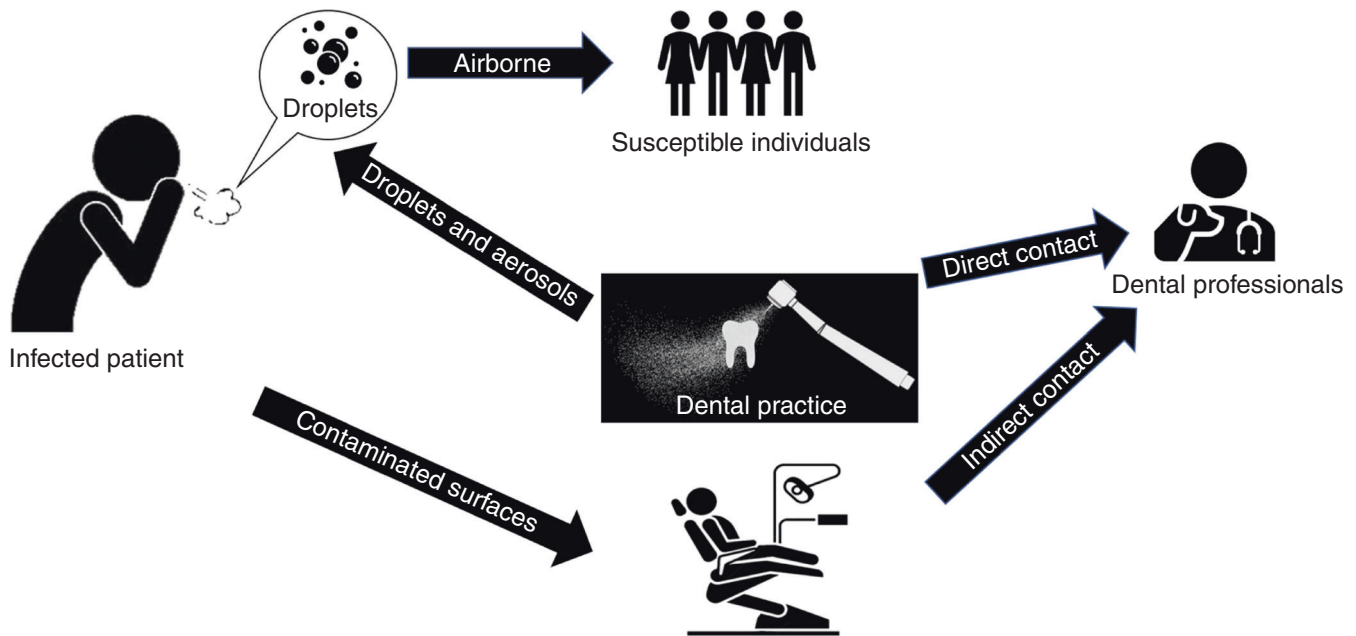 Droplets
Airborne
Susceptible individuals
Infected patient
Droplets and aerosols
Direct contact
Dental professionals
Dental practice
Contaminated surfaces
Indirect contact